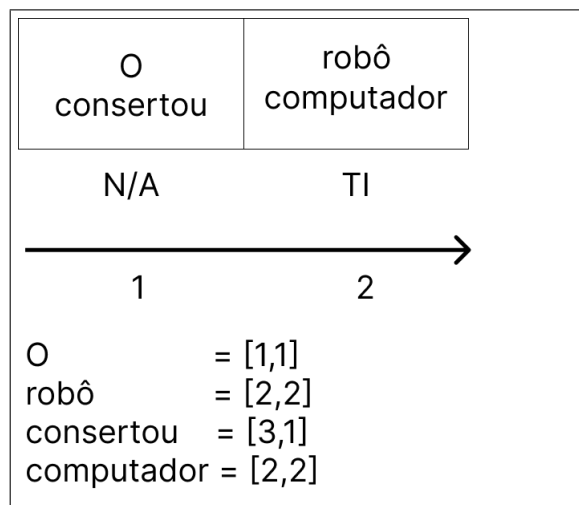 O
consertou
robô
computador
N/A
TI
1
2
O = [1,1]
robô = [2,2]
consertou = [3,1]
computador = [2,2]